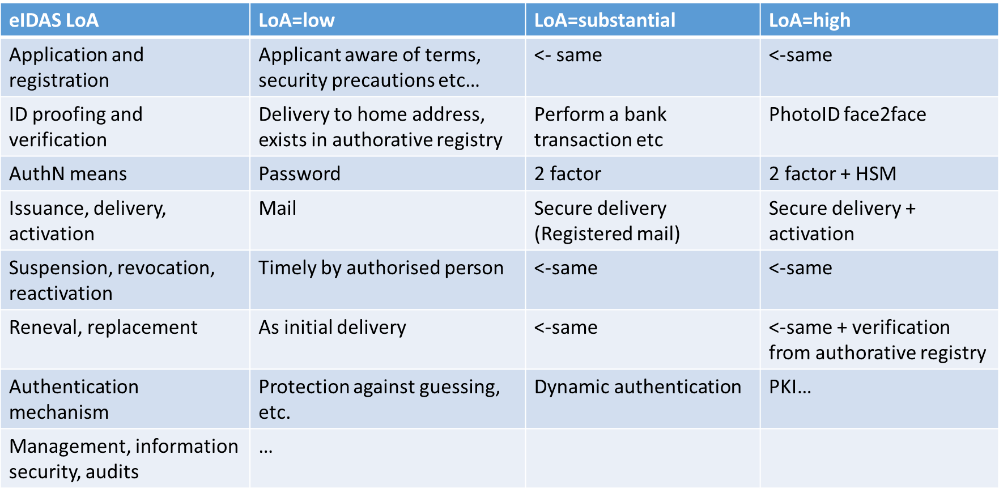 eIDAS LoA
LoA=low
LoA=substantial
LoA=high
Application and
registration
Applicant aware of terms,
security precautions etc...
<- same
<-same
ID proofing and
verification
Delivery to home address,
exists in authorative registry
Perform a bank
transaction etc
PhotoID face2face
AuthN means
Password
2 factor
2 factor + HSM
Issuance, delivery,
activation
Mail
Secure delivery
(Registered mail)
Secure delivery +
activation
Suspension, revocation,
reactivation
Timely by authorised person
<-same
<-same
Reneval, replacement
As initial delivery
<-same
<-same + verification
from authorative registry
Authentication
mechanism
Protection against guessing,
etc.
Dynamic authentication
PKI...
Management, information
security, audits
...